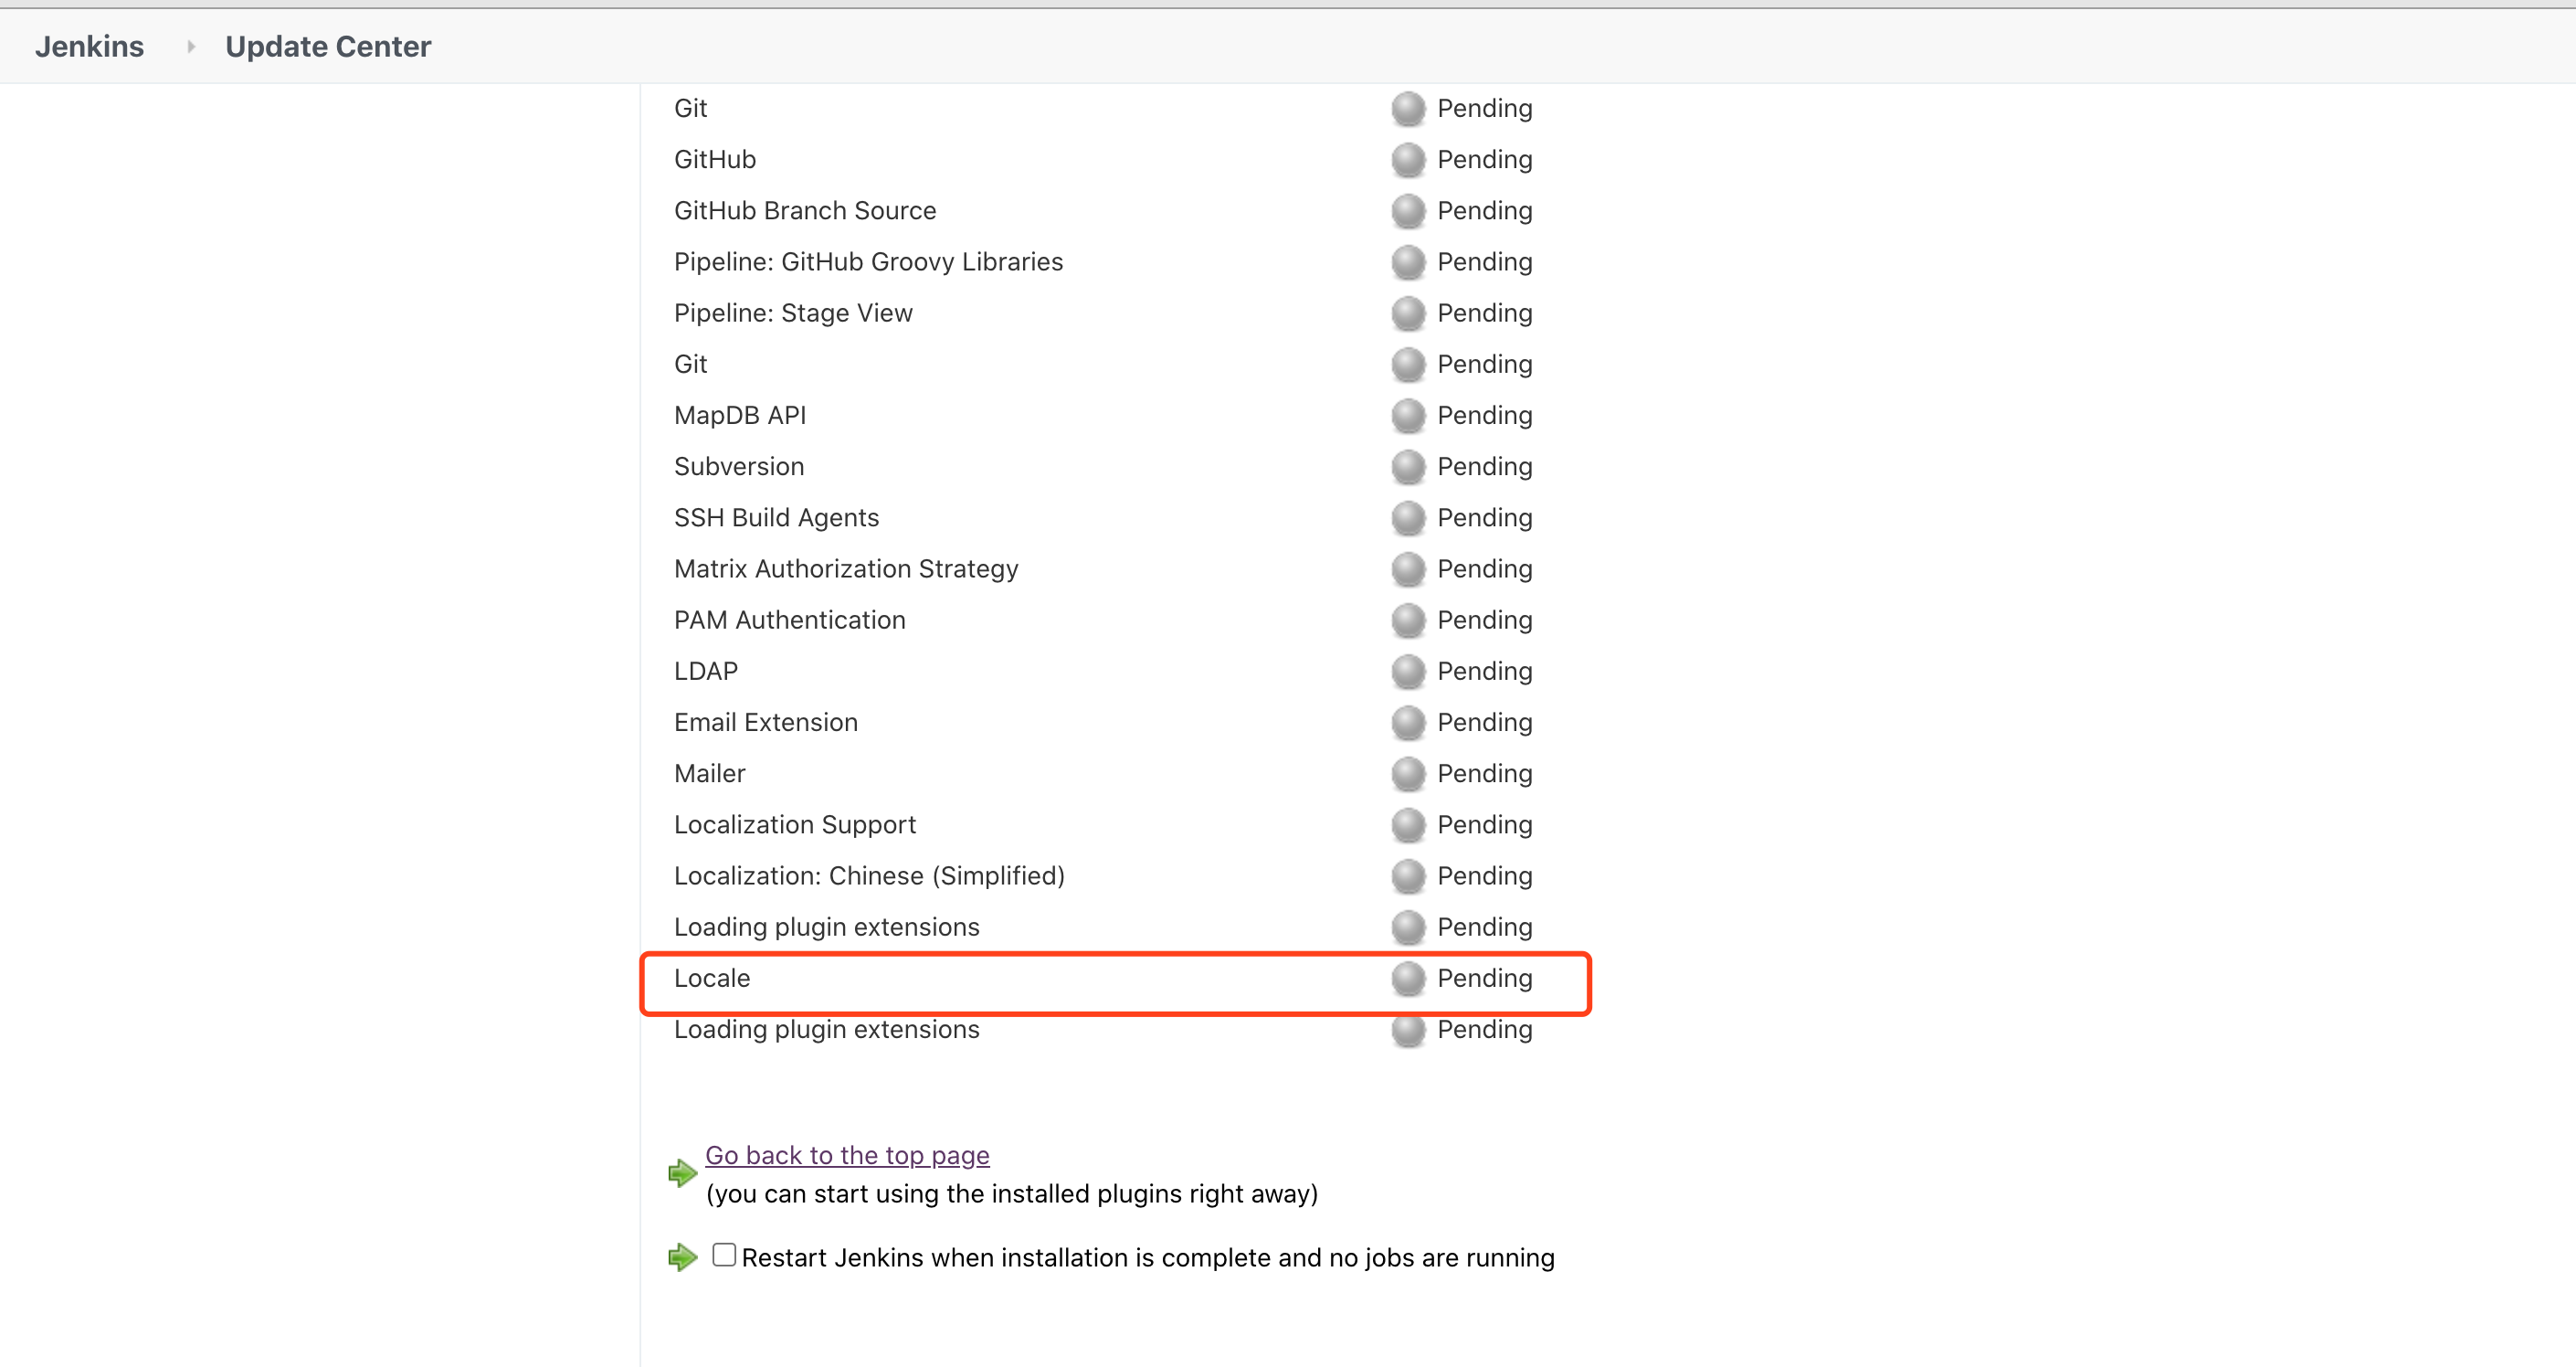 Jenkins Update Center
Git Pending
GitHub Pending
GitHub Branch Source Pending
Pipeline: GitHub Groovy Libraries Pending
Pipeline: Stage View Pending
Git Pending
MapDB API Pending
Subversion Pending
SSH Build Agents Pending
Matrix Authorization Strategy Pending
PAM Authentication Pending
LDAP Pending
Email Extension Pending
Mailer Pending
Localization Support Pending
Localization: Chinese (Simplified) Pending
Loading plugin extensions Pending
Locale Pending
Loading plugin extensions Pending
Go back to the top page
(you can start using the installed plugins right away)
Restart Jenkins when installation is complete and no jobs are running